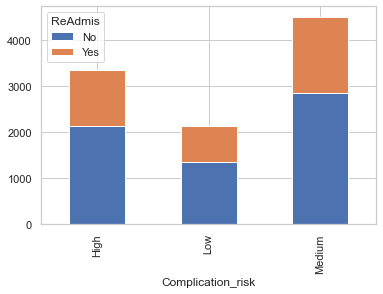 ReAdmis
No
Yes
4000
3000
2000
1000
0
High
Low
Medium
Complication_risk